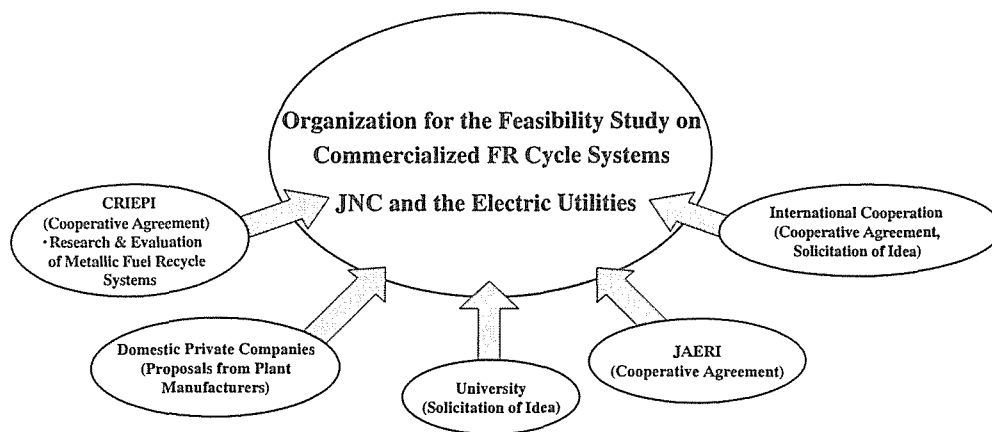 Organization for the Feasibility Study on
Commercialized FR Cycle Systems
JNC and the Electric Utilities
CRIEPI
(Cooperative Agreement)
・Research & Evaluation
of Metallic Fuel Recycle
Systems
International Cooperation
(Cooperative Agreement,
Solicitation of Idea)
Domestic Private Companies
(Proposals from Plant
Manufacturers)
University
(Solicitation of Idea)
JAERI
(Cooperative Agreement)